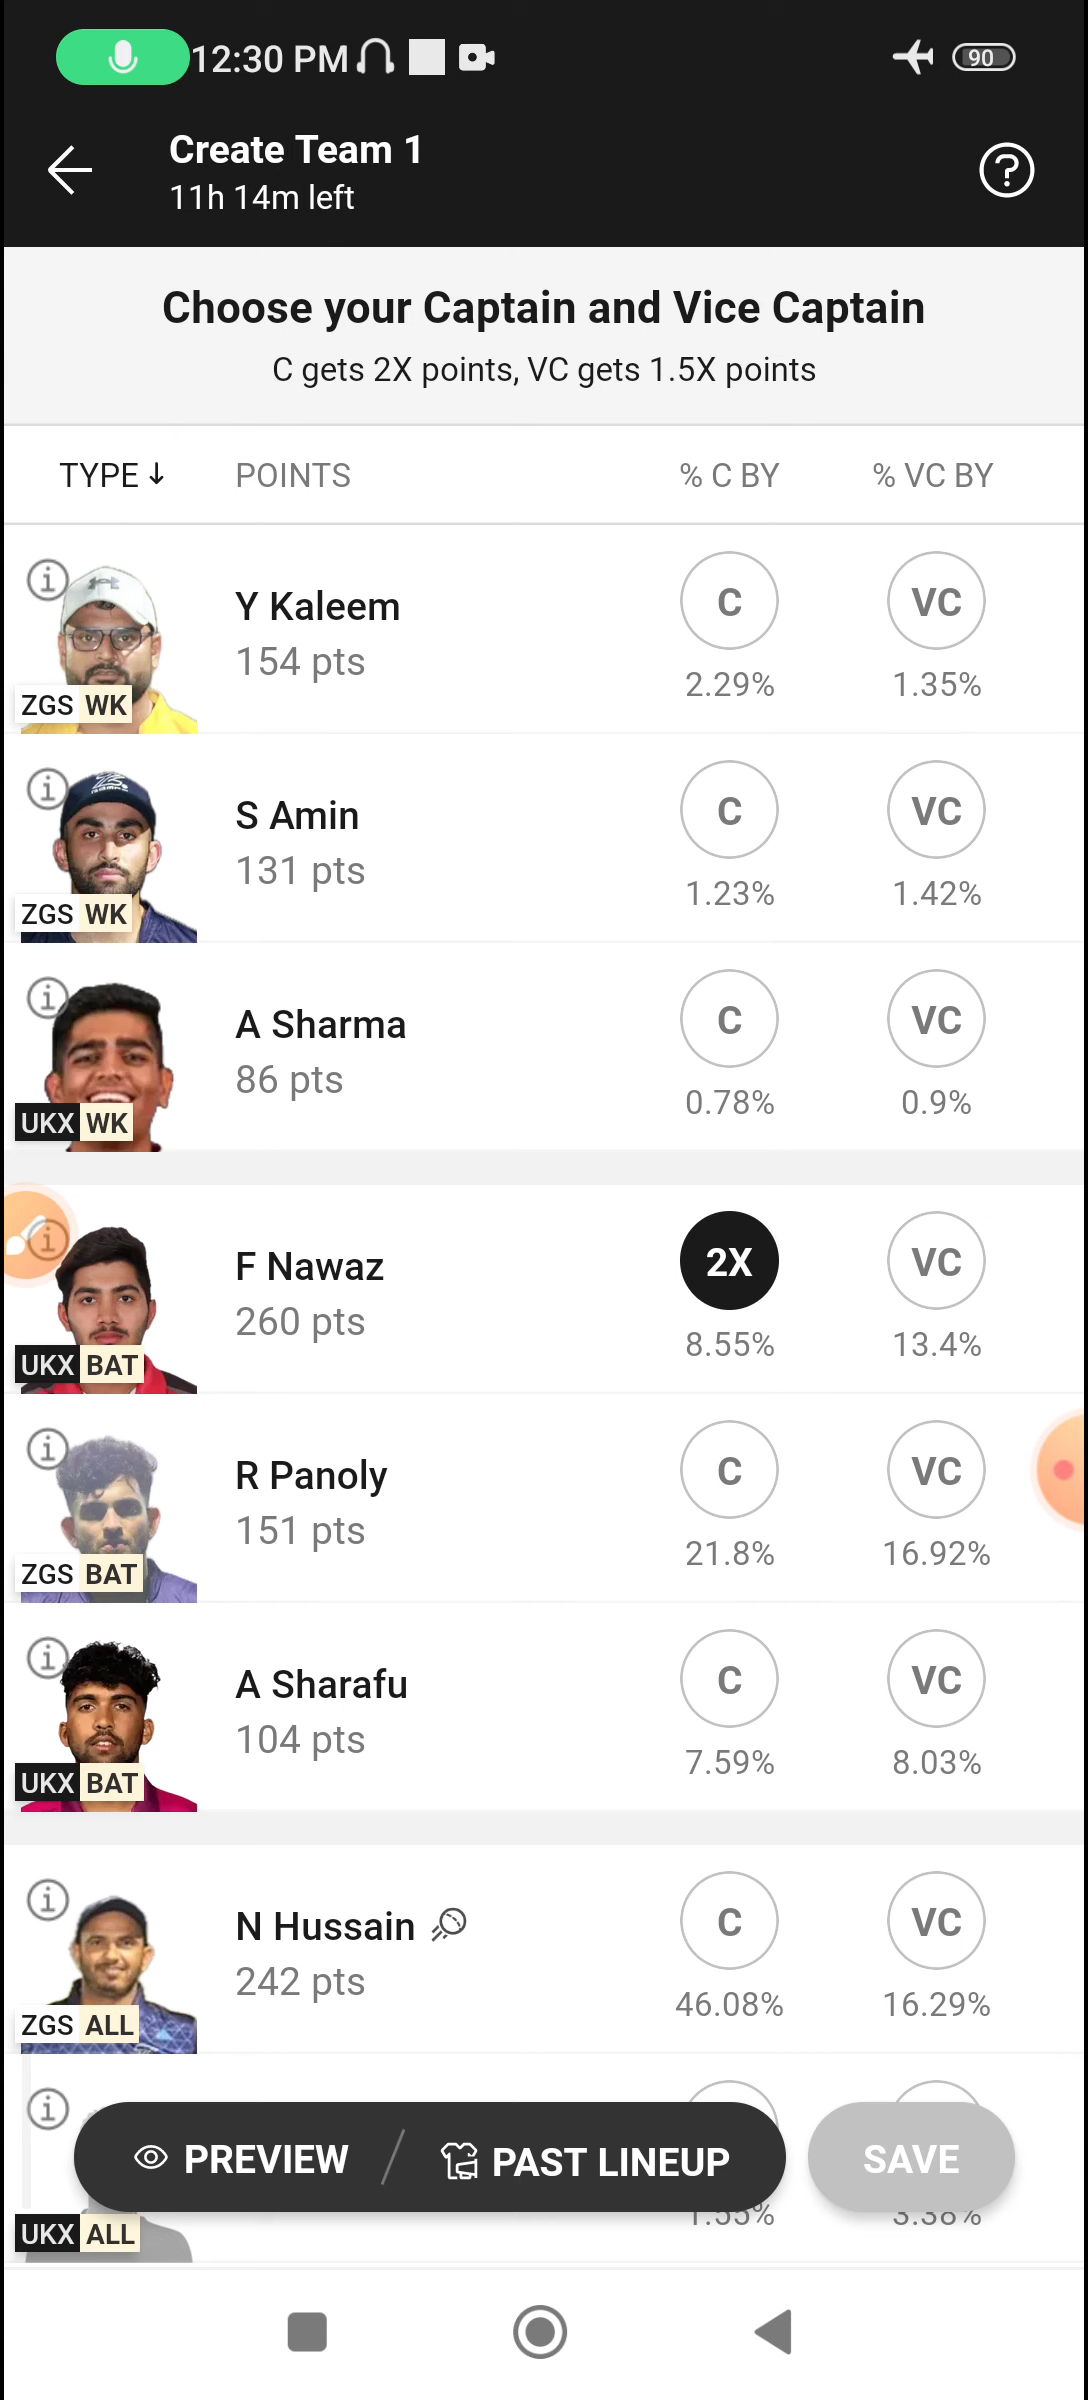 12:30 PM
90
Create Team 1
11h 14m left
Choose your Captain and Vice Captain
C gets 2X points, VC gets 1.5X points
TYPE ↓ POINTS % C BY % VC BY
Y Kaleem
154 pts
C VC
2.29% 1.35%
ZGS WK
S Amin
131 pts
C VC
1.23% 1.42%
ZGS WK
A Sharma
86 pts
C VC
0.78% 0.9%
UKX WK
F Nawaz
260 pts
2X VC
8.55% 13.4%
UKX BAT
R Panoly
151 pts
C VC
21.8% 16.92%
ZGS BAT
A Sharafu
104 pts
C VC
7.59% 8.03%
UKX BAT
N Hussain
242 pts
C VC
46.08% 16.29%
ZGS ALL
PREVIEW / PAST LINEUP SAVE
1.55% 3.38%
UKX ALL